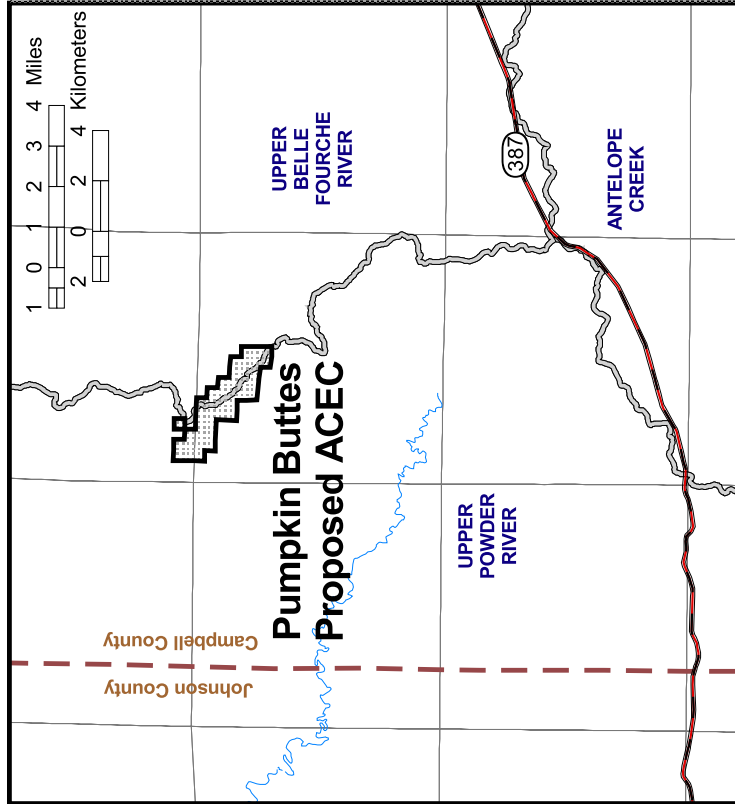 1 0 1 2 3 4 Miles
2 0 2 4 Kilometers
UPPER
BELLE
FOURCHE
RIVER
387
ANTELOPE
CREEK
Pumpkin Buttes
Proposed ACEC
UPPER
POWDER
RIVER
Campbell County
Johnson County